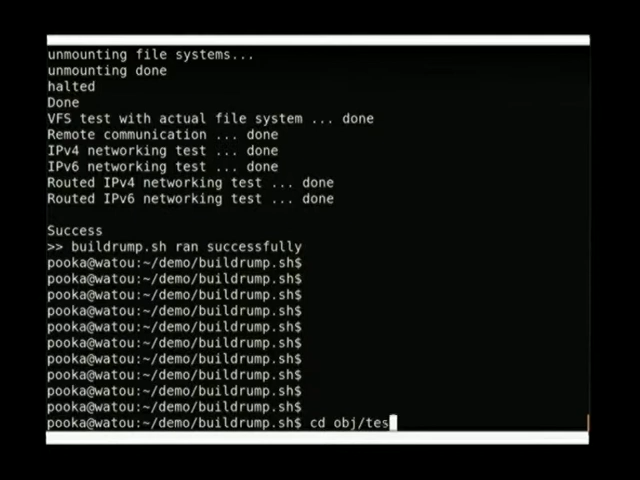 unmounting file systems...
unmounting done
halted
Done
VFS test with actual file system ... done
Remote communication ... done
IPv4 networking test ... done
IPv6 networking test ... done
Routed IPv4 networking test ... done
Routed IPv6 networking test ... done
Success
>> buildrump.sh ran successfully
pooka@watou:~/demo/buildrump.sh$
pooka@watou:~/demo/buildrump.sh$
pooka@watou:~/demo/buildrump.sh$
pooka@watou:~/demo/buildrump.sh$
pooka@watou:~/demo/buildrump.sh$
pooka@watou:~/demo/buildrump.sh$
pooka@watou:~/demo/buildrump.sh$
pooka@watou:~/demo/buildrump.sh$
pooka@watou:~/demo/buildrump.sh$
pooka@watou:~/demo/buildrump.sh$
pooka@watou:~/demo/buildrump.sh$ cd obj/tes